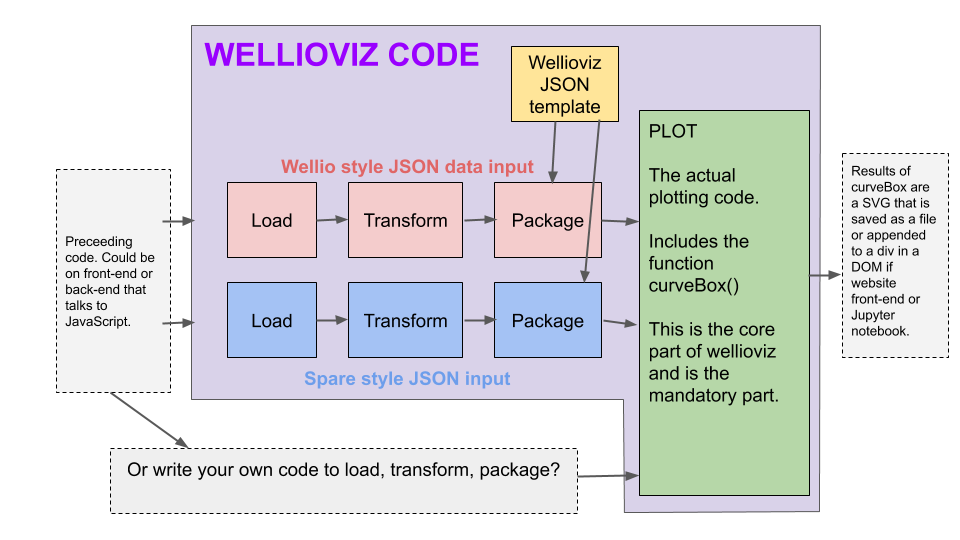 WELLIOVIZ CODE
Wellioviz
JSON
template
Wellio style JSON data input
Load
Transform
Package
Load
Transform
Package
Spare style JSON input
Preceeding
code. Could be
on front-end or
back-end that
talks to
JavaScript.
PLOT
The actual
plotting code.
Includes the
function
curveBox()
This is the core
part of wellioviz
and is the
mandatory part.
Results of
curveBox are
a SVG that is
saved as a file
or appended
to a div in a
DOM if
website
front-end or
Jupyter
notebook.
Or write your own code to load, transform, package?